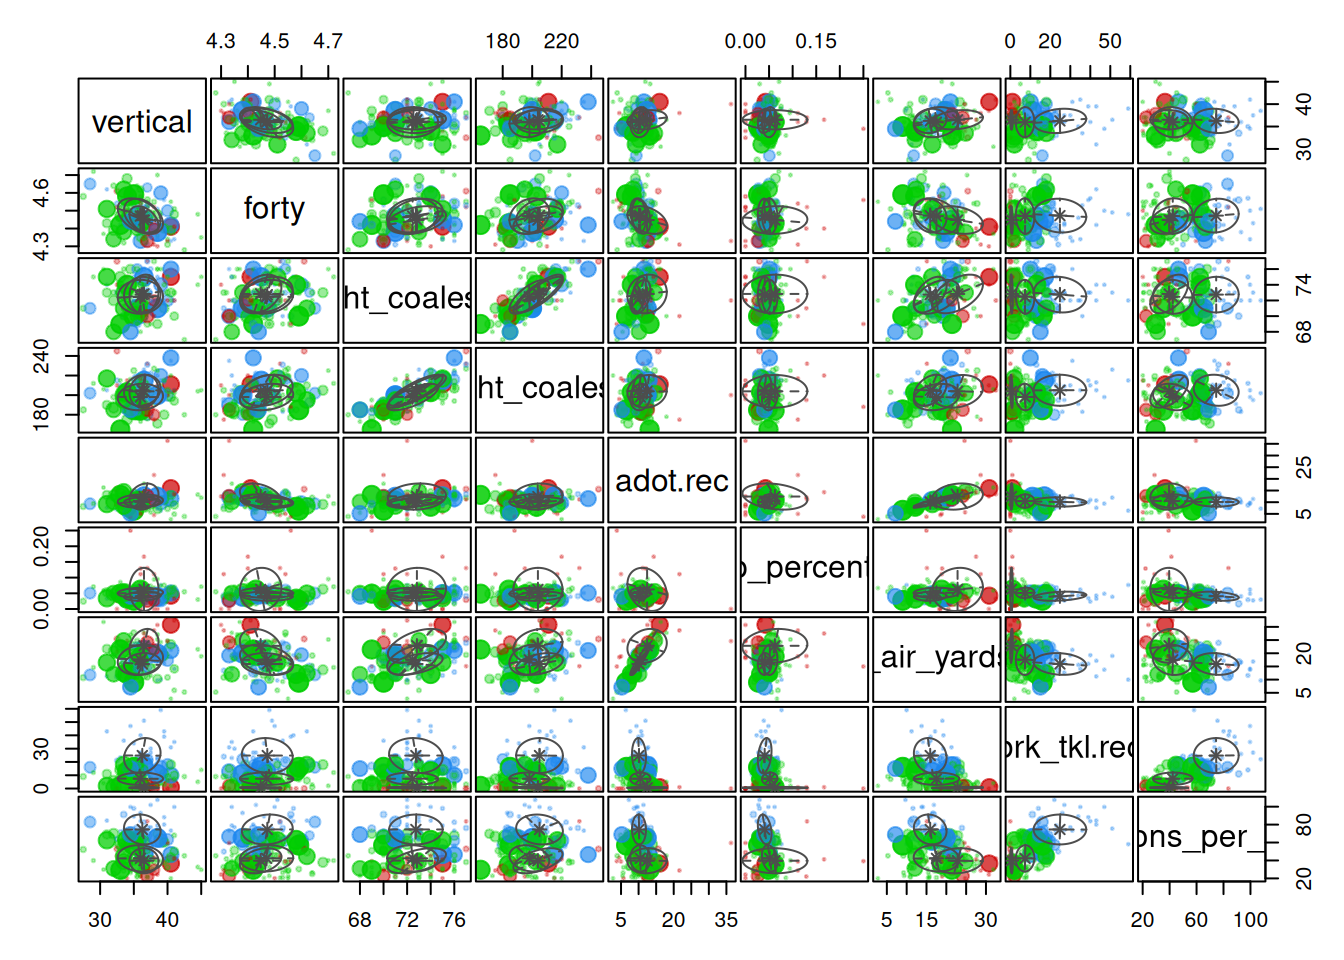 4.3 4.5 4.7 180 220 0.00 0.15 0 20 50
vertical 30 40
4.3 4.6 forty
ht_coales 68 74
180 240 ht_coales
adot.rec 5 25
0.00 0.20 p_percent
_air_yards 5 20
0 30 ork_tkl.rec
ons_per_ 20 80
30 40 68 72 76 5 20 35 5 15 30 20 60 100